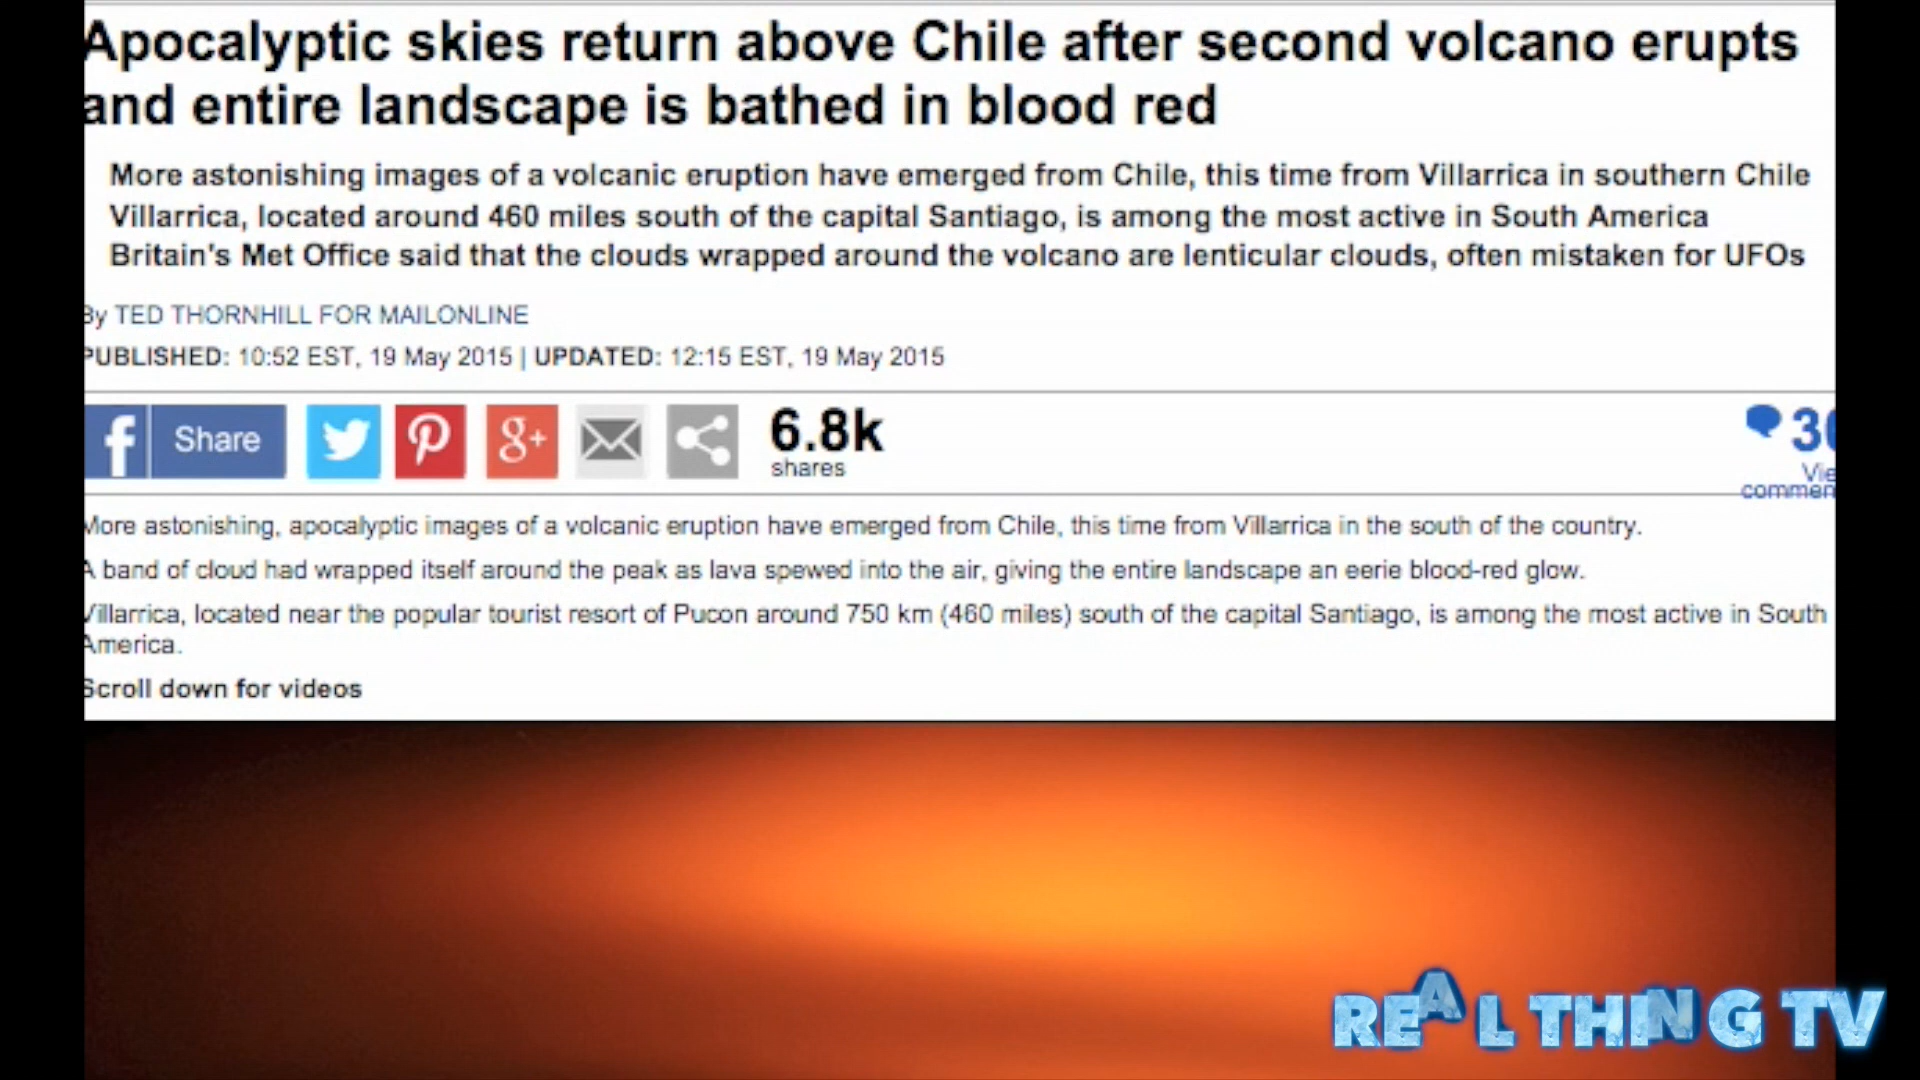 Apocalyptic skies return above Chile after second volcano erupts
and entire landscape is bathed in blood red
More astonishing images of a volcanic eruption have emerged from Chile, this time from Villarrica in southern Chile
Villarrica, located around 460 miles south of the capital Santiago, is among the most active in South America
Britain's Met Office said that the clouds wrapped around the volcano are lenticular clouds, often mistaken for UFOs
By TED THORNHILL FOR MAILONLINE
PUBLISHED: 10:52 EST, 19 May 2015 | UPDATED: 12:15 EST, 19 May 2015
f Share g+ 6.8k
shares
More astonishing, apocalyptic images of a volcanic eruption have emerged from Chile, this time from Villarrica in the south of the country.
A band of cloud had wrapped itself around the peak as lava spewed into the air, giving the entire landscape an eerie blood-red glow.
Villarrica, located near the popular tourist resort of Pucon around 750 km (460 miles) south of the capital Santiago, is among the most active in South
America.
Scroll down for videos
REAL THING TV